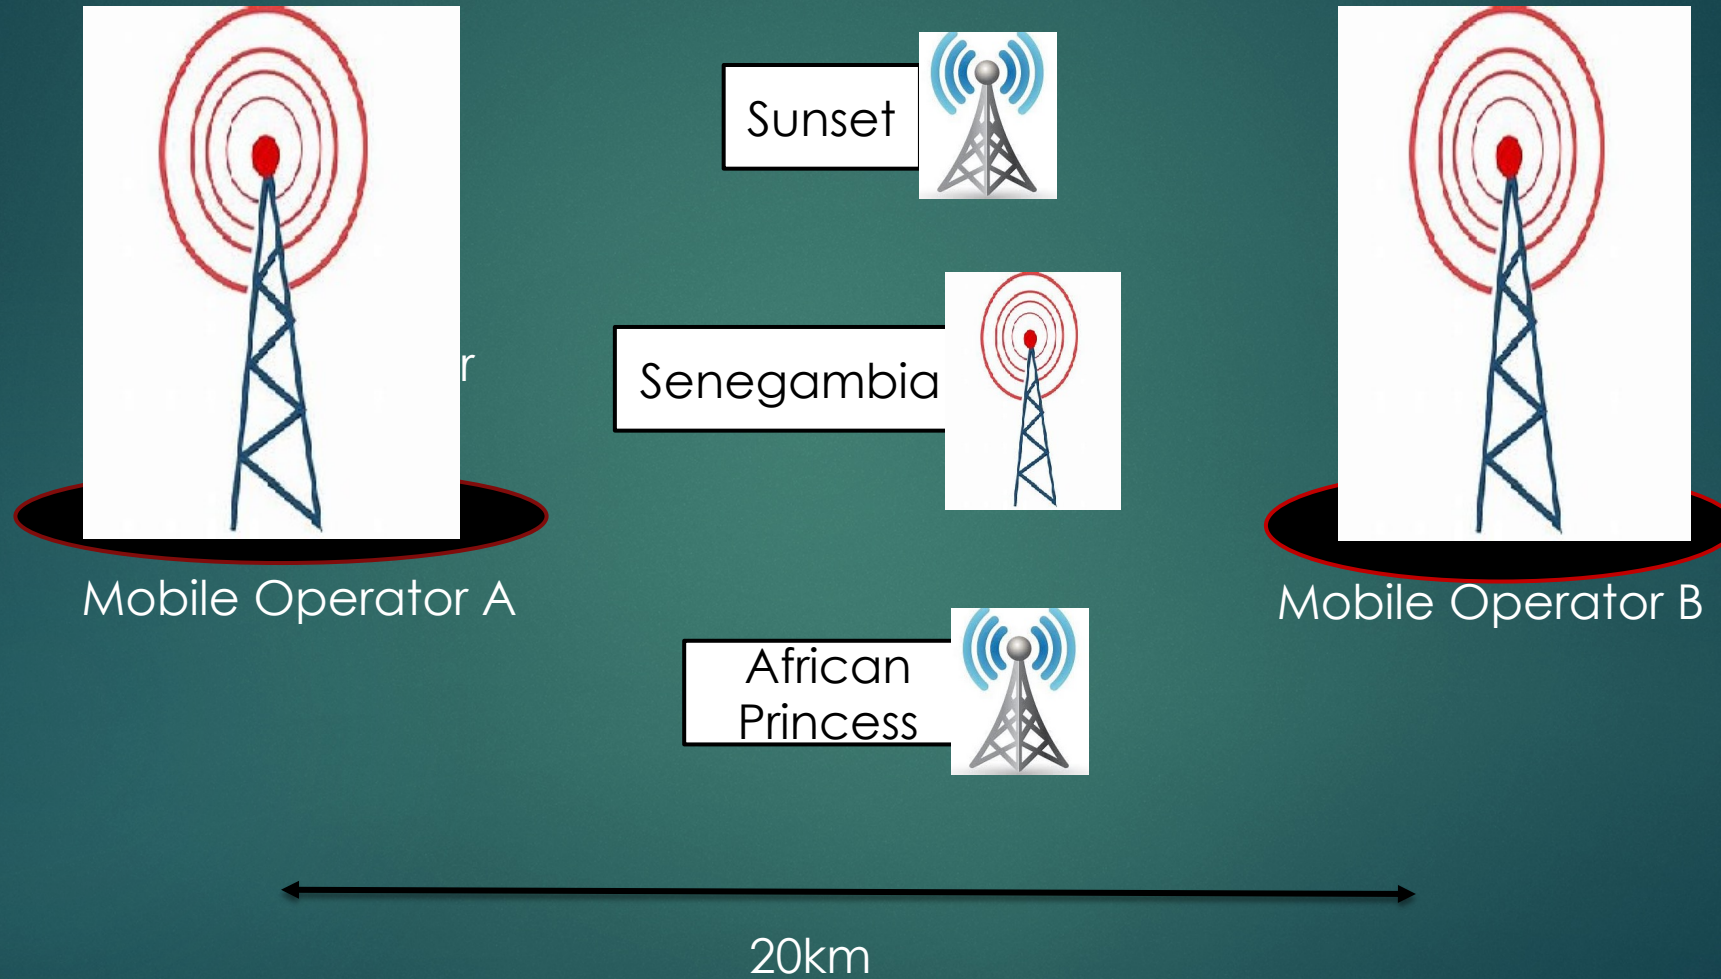 Sunset
r
Senegambia
Mobile Operator A
Mobile Operator B
African
Princess
20km